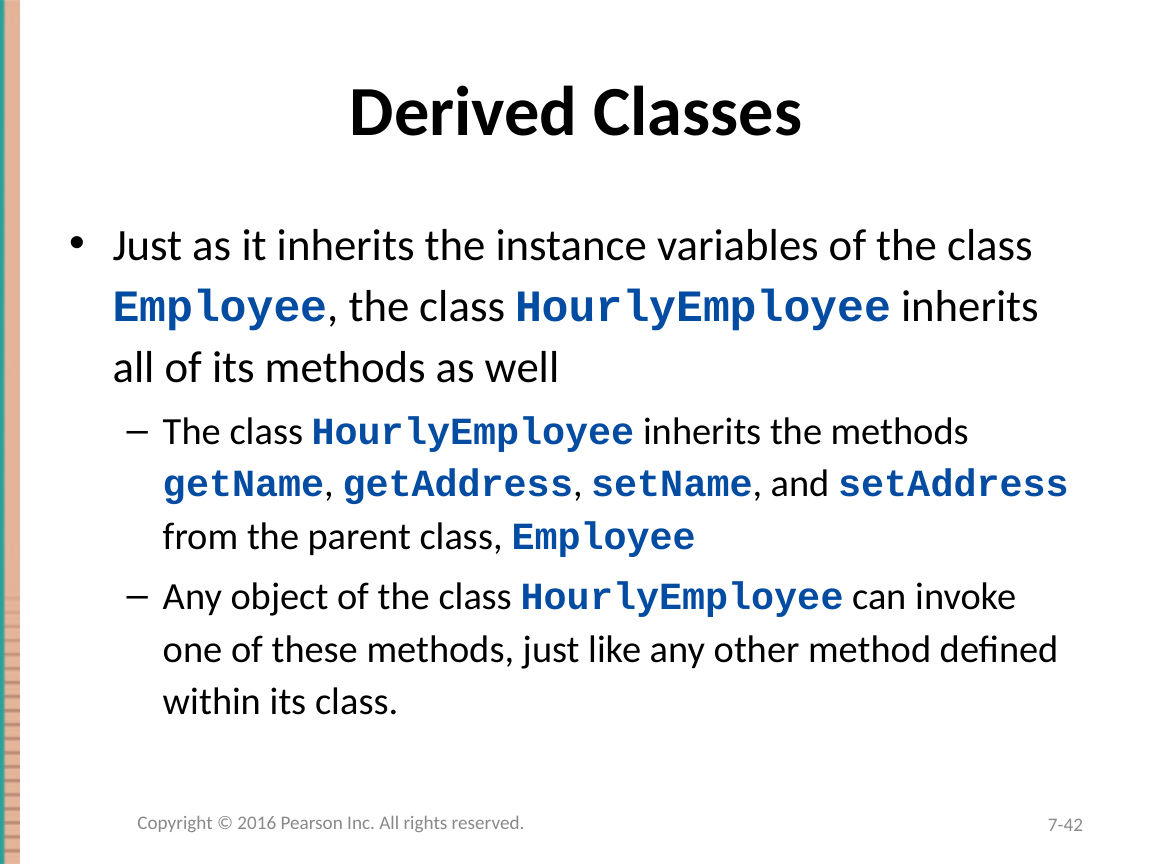 Derived Classes
• Just as it inherits the instance variables of the class
Employee, the class HourlyEmployee inherits
all of its methods as well
– The class HourlyEmployee inherits the methods
getName, getAddress, setName, and setAddress
from the parent class, Employee
– Any object of the class HourlyEmployee can invoke
one of these methods, just like any other method defined
within its class.
Copyright © 2016 Pearson Inc. All rights reserved.
7-42